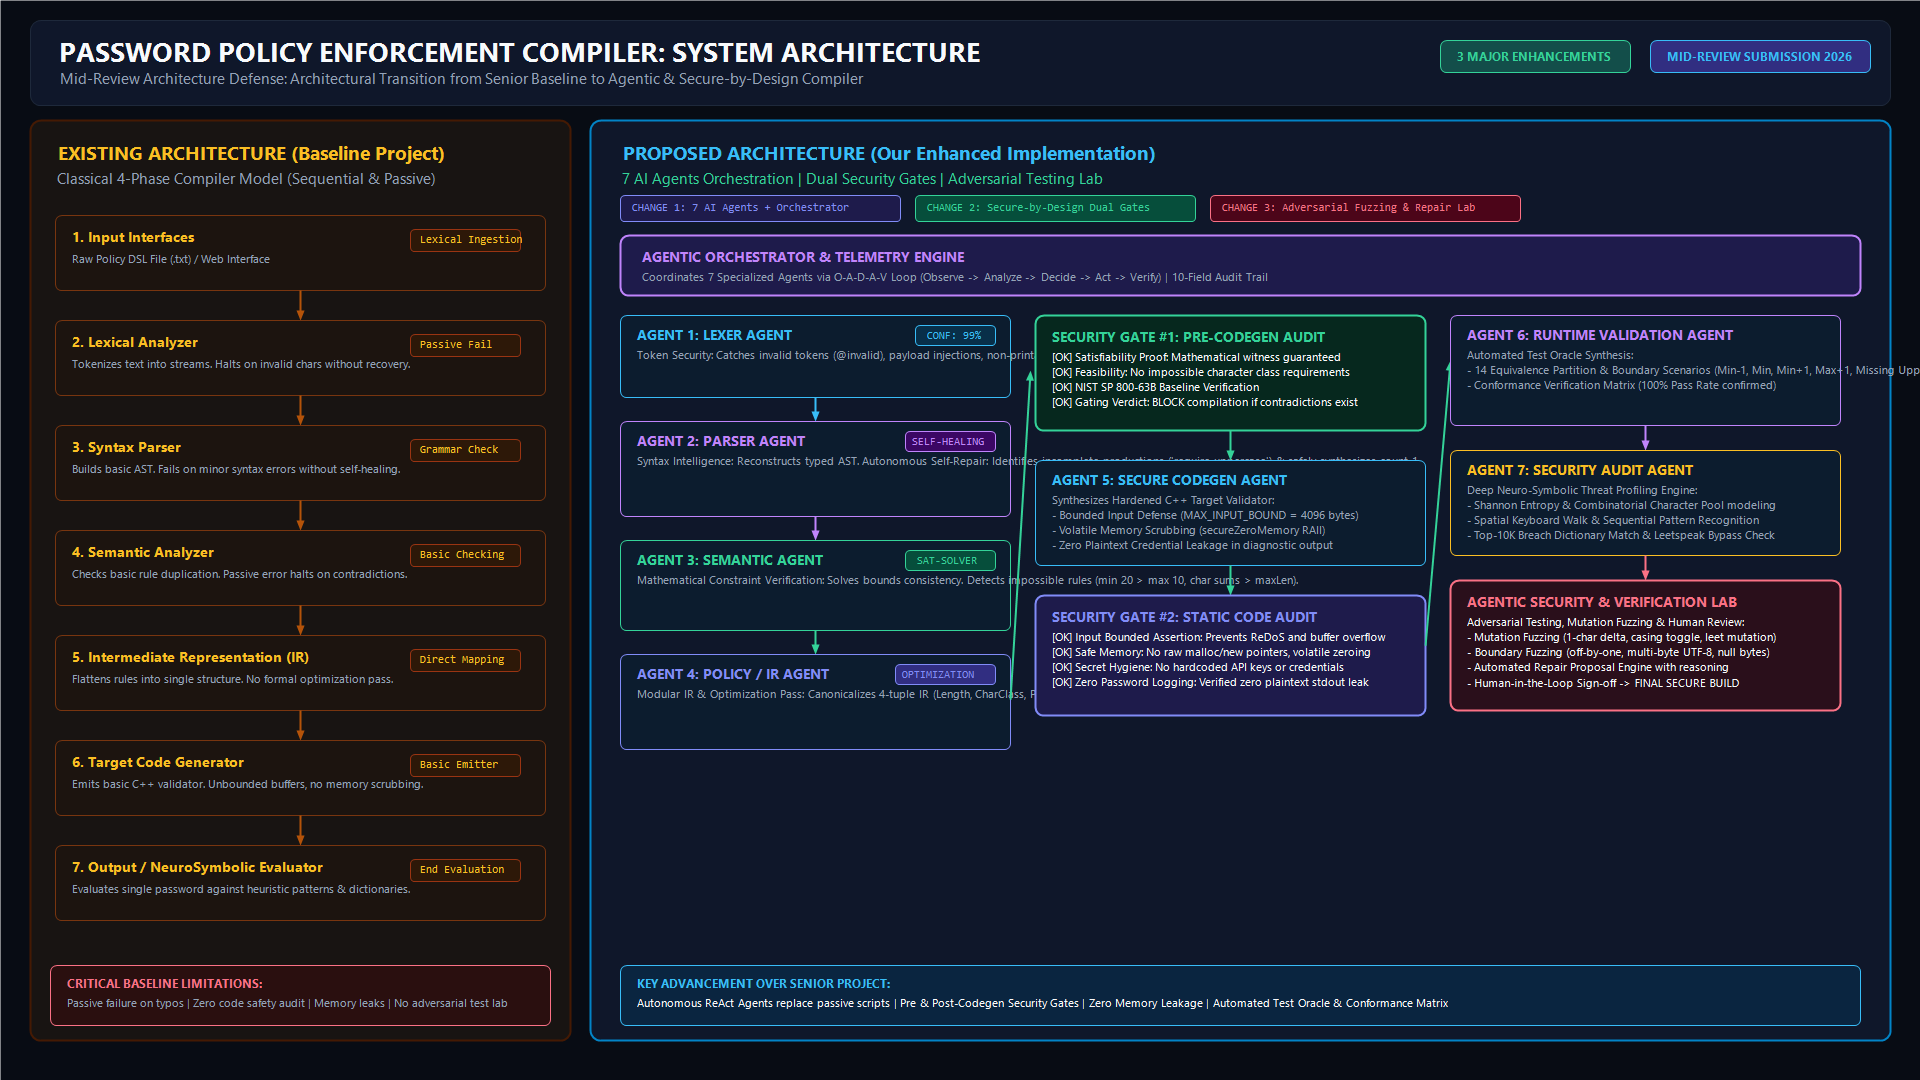 PASSWORD POLICY ENFORCEMENT COMPILER: SYSTEM ARCHITECTURE
Mid-Review Architecture Defense: Architectural Transition from Senior Baseline to Agentic & Secure-by-Design Compiler
3 MAJOR ENHANCEMENTS
MID-REVIEW SUBMISSION 2026
EXISTING ARCHITECTURE (Baseline Project)
Classical 4-Phase Compiler Model (Sequential & Passive)
1. Input Interfaces
Lexical Ingestion
Raw Policy DSL File (.txt) / Web Interface
2. Lexical Analyzer
Passive Fail
Tokenizes text into streams. Halts on invalid chars without recovery.
3. Syntax Parser
Grammar Check
Builds basic AST. Fails on minor syntax errors without self-healing.
4. Semantic Analyzer
Basic Checking
Checks basic rule duplication. Passive error halts on contradictions.
5. Intermediate Representation (IR)
Direct Mapping
Flattens rules into single structure. No formal optimization pass.
6. Target Code Generator
Basic Emitter
Emits basic C++ validator. Unbounded buffers, no memory scrubbing.
7. Output / NeuroSymbolic Evaluator
End Evaluation
Evaluates single password against heuristic patterns & dictionaries.
CRITICAL BASELINE LIMITATIONS:
Passive failure on typos | Zero code safety audit | Memory leaks | No adversarial test lab
PROPOSED ARCHITECTURE (Our Enhanced Implementation)
7 AI Agents Orchestration | Dual Security Gates | Adversarial Testing Lab
CHANGE 1: 7 AI Agents + Orchestrator
CHANGE 2: Secure-by-Design Dual Gates
CHANGE 3: Adversarial Fuzzing & Repair Lab
AGENTIC ORCHESTRATOR & TELEMETRY ENGINE
Coordinates 7 Specialized Agents via O-A-D-A-V Loop (Observe -> Analyze -> Decide -> Act -> Verify) | 10-Field Audit Trail
AGENT 1: LEXER AGENT
CONF: 99%
Token Security: Catches invalid tokens (@invalid), payload injections, non-print
AGENT 2: PARSER AGENT
SELF-HEALING
Syntax Intelligence: Reconstructs typed AST. Autonomous Self-Repair: Identifies
AGENT 3: SEMANTIC AGENT
SAT-SOLVER
Mathematical Constraint Verification: Solves bounds consistency. Detects impossible rules (min 20 > max 10, char sums > maxLen).
AGENT 4: POLICY / IR AGENT
OPTIMIZATION
Modular IR & Optimization Pass: Canonicalizes 4-tuple IR (Length, CharClass,
SECURITY GATE #1: PRE-CODEGEN AUDIT
[OK] Satisfiability Proof: Mathematical witness guaranteed
[OK] Feasibility: No impossible character class requirements
[OK] NIST SP 800-63B Baseline Verification
[OK] Gating Verdict: BLOCK compilation if contradictions exist
AGENT 5: SECURE CODEGEN AGENT
Synthesizes Hardened C++ Target Validator:
- Bounded Input Defense (MAX_INPUT_BOUND = 4096 bytes)
- Volatile Memory Scrubbing (secureZeroMemory RAII)
- Zero Plaintext Credential Leakage in diagnostic output
SECURITY GATE #2: STATIC CODE AUDIT
[OK] Input Bounded Assertion: Prevents ReDoS and buffer overflow
[OK] Safe Memory: No raw malloc/new pointers, volatile zeroing
[OK] Secret Hygiene: No hardcoded API keys or credentials
[OK] Zero Password Logging: Verified zero plaintext stdout leak
AGENT 6: RUNTIME VALIDATION AGENT
Automated Test Oracle Synthesis:
- 14 Equivalence Partition & Boundary Scenarios (Min-1, Min, Min+1, Max+1, Missing Upp
- Conformance Verification Matrix (100% Pass Rate confirmed)
AGENT 7: SECURITY AUDIT AGENT
Deep Neuro-Symbolic Threat Profiling Engine:
- Shannon Entropy & Combinatorial Character Pool modeling
- Spatial Keyboard Walk & Sequential Pattern Recognition
- Top-10K Breach Dictionary Match & Leetspeak Bypass Check
AGENTIC SECURITY & VERIFICATION LAB
Adversarial Testing, Mutation Fuzzing & Human Review:
- Mutation Fuzzing (1-char delta, casing toggle, leet mutation)
- Boundary Fuzzing (off-by-one, multi-byte UTF-8, null bytes)
- Automated Repair Proposal Engine with reasoning
- Human-in-the-Loop Sign-off -> FINAL SECURE BUILD
KEY ADVANCEMENT OVER SENIOR PROJECT:
Autonomous ReAct Agents replace passive scripts | Pre & Post-Codegen Security Gates | Zero Memory Leakage | Automated Test Oracle & Conformance Matrix